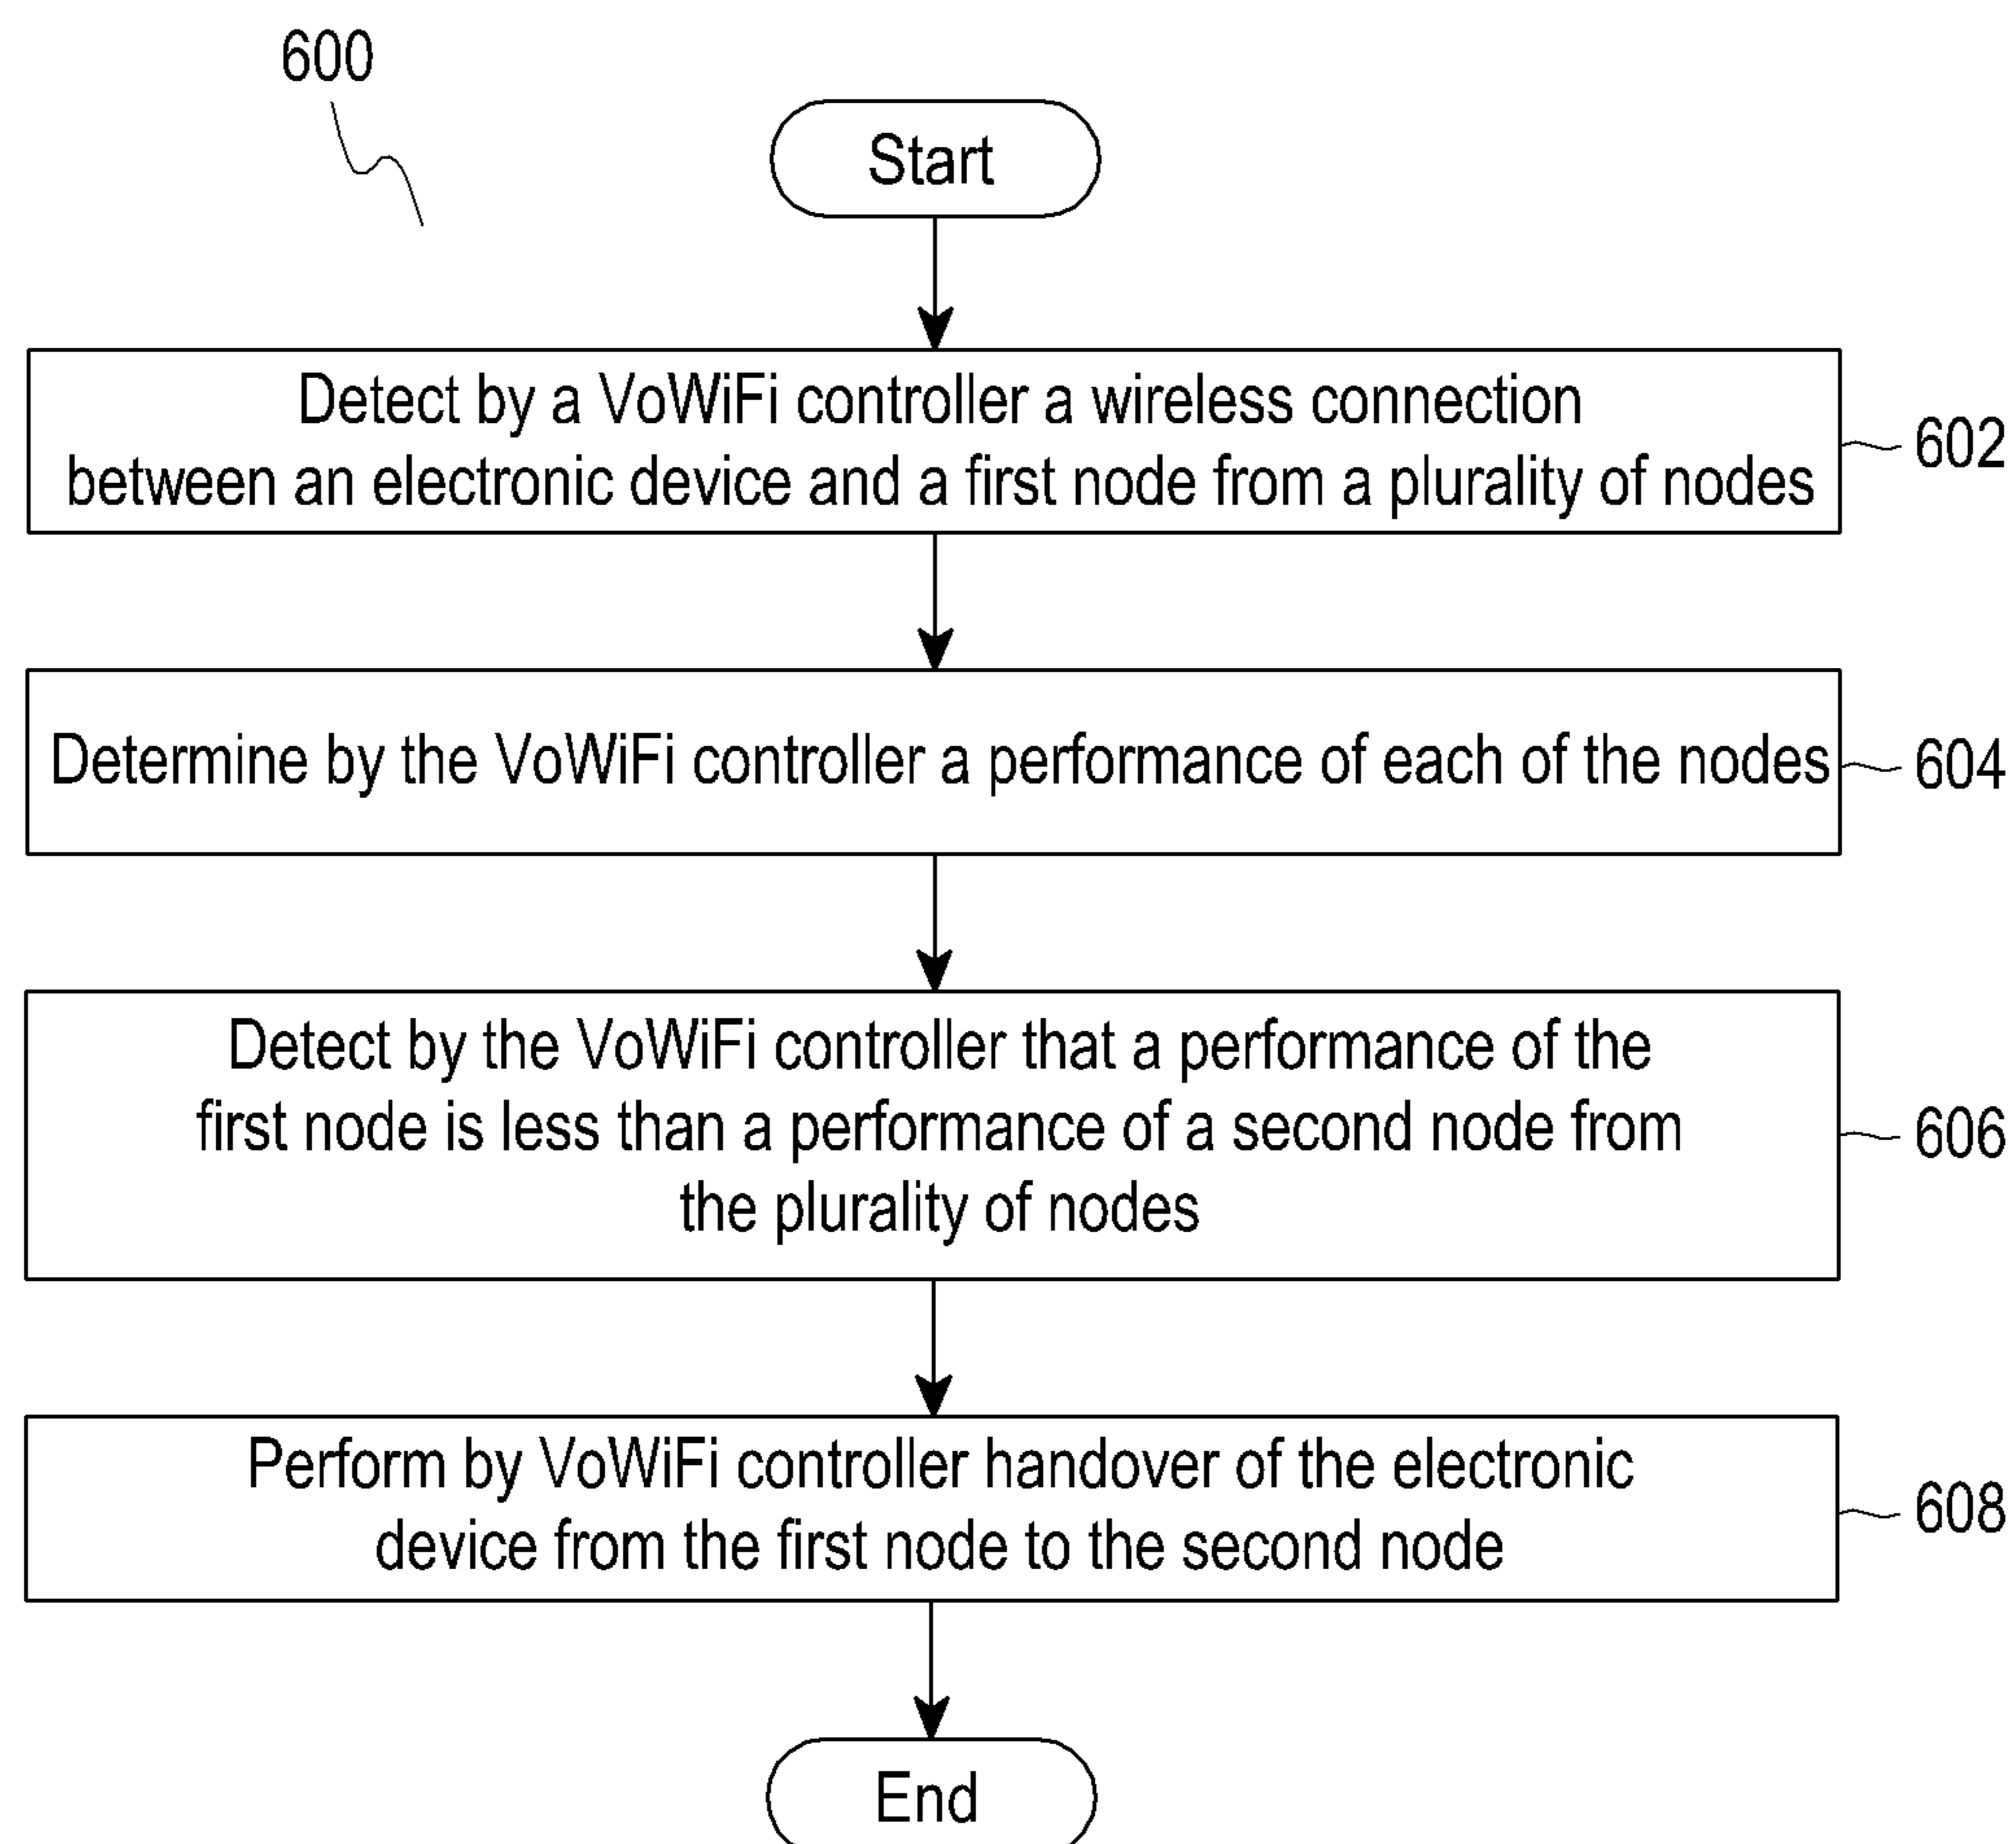 600
Start
Detect by a VoWiFi controller a wireless connection
between an electronic device and a first node from a plurality of nodes
602
Determine by the VoWiFi controller a performance of each of the nodes
604
Detect by the VoWiFi controller that a performance of the
first node is less than a performance of a second node from
the plurality of nodes
606
Perform by VoWiFi controller handover of the electronic
device from the first node to the second node
608
End